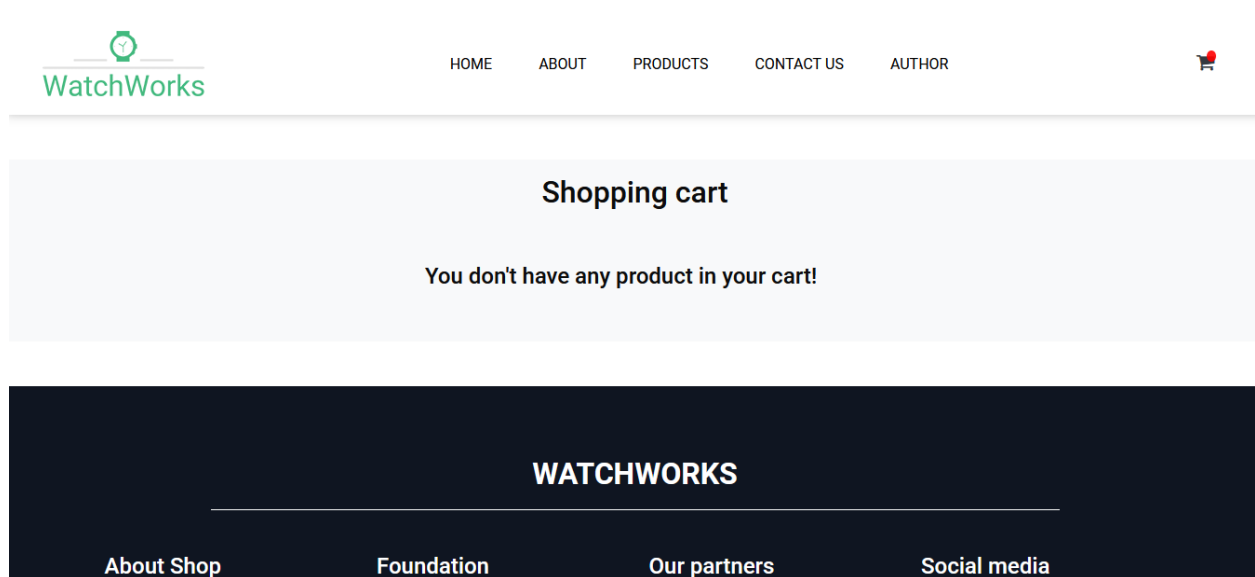 WatchWorks
HOME ABOUT PRODUCTS CONTACT US AUTHOR
Shopping cart
You don't have any product in your cart!
WATCHWORKS
About Shop Foundation Our partners Social media